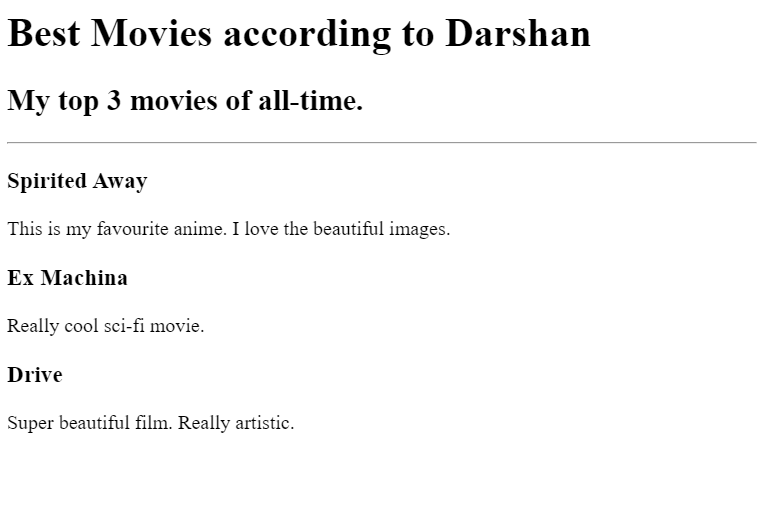 Best Movies according to Darshan
My top 3 movies of all-time.
Spirited Away
This is my favourite anime. I love the beautiful images.
Ex Machina
Really cool sci-fi movie.
Drive
Super beautiful film. Really artistic.